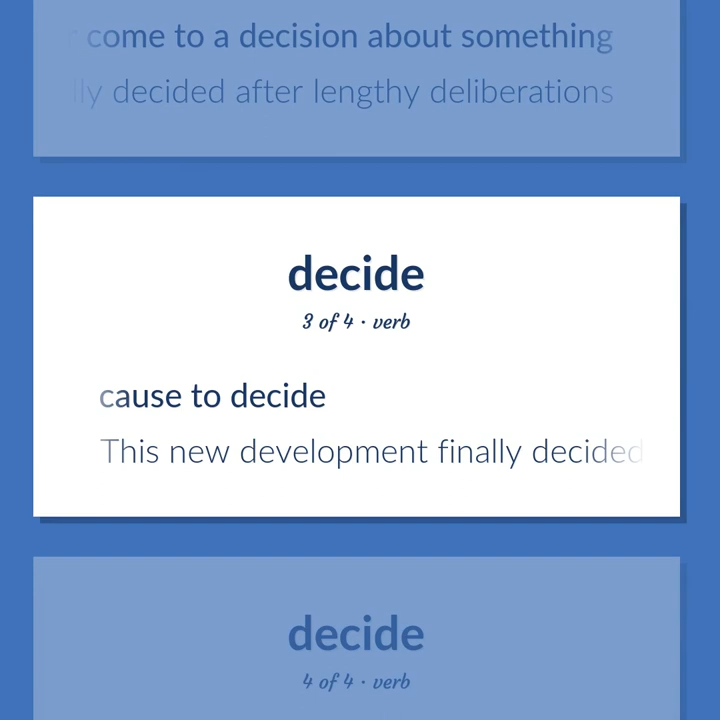 come to a decision about something
decided after lengthy deliberations
decide
3 of 4 · verb
cause to decide
This new development finally decided
decide
4 of 4 · verb